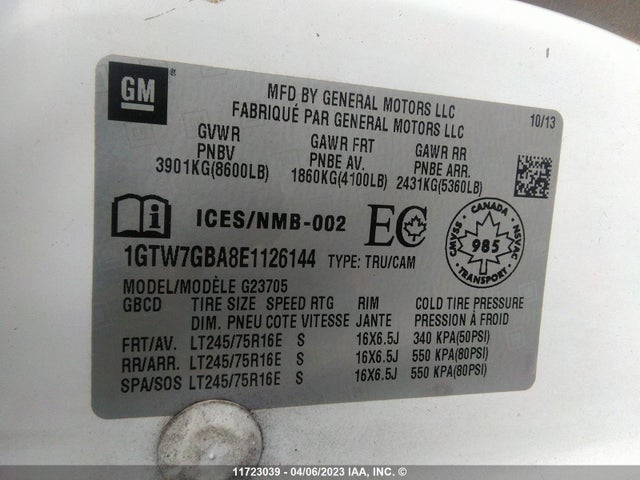 GM
MFD BY GENERAL MOTORS LLC
FABRIQUÉ PAR GENERAL MOTORS LLC
10/13
GVWR GAWR FRT GAWR RR
PNBV PNBE AV. PNBE ARR.
3901KG(8600LB) 1860KG(4100LB) 2431KG(5360LB)
ICES/NMB-002 EC
CANADA CMVSS 985 NSVAC TRANSPORT
1GTW7GBA8E1126144 TYPE: TRU/CAM
MODEL/MODÈLE G23705
GBCD TIRE SIZE SPEED RTG RIM COLD TIRE PRESSURE
DIM. PNEU COTE VITESSE JANTE PRESSION À FROID
FRT/AV. LT245/75R16E S 16X6.5J 340 KPA(50PSI)
RR/ARR. LT245/75R16E S 16X6.5J 550 KPA(80PSI)
SPA/SOS LT245/75R16E S 16X6.5J 550 KPA(80PSI)
11723039 - 04/06/2023 IAA, INC. ©